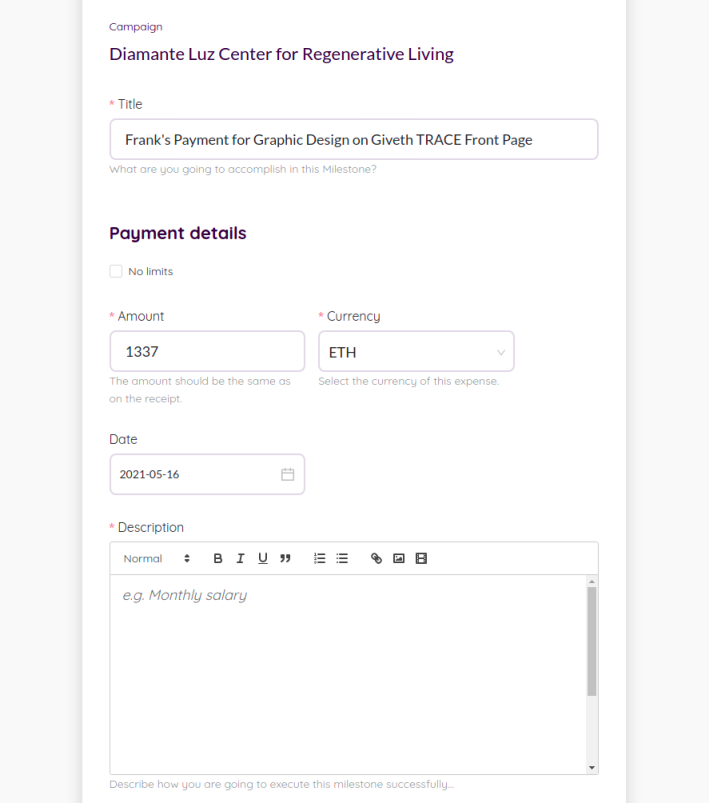 Campaign
Diamante Luz Center for Regenerative Living
* Title
Frank's Payment for Graphic Design on Giveth TRACE Front Page
What are you going to accomplish in this Milestone?
Payment details
No limits
* Amount
* Currency
1337
ETH
The amount should be the same as
on the receipt.
Select the currency of this expense.
Date
2021-05-16
* Description
Normal B I U
e.g. Monthly salary
Describe how you are going to execute this milestone successfully...